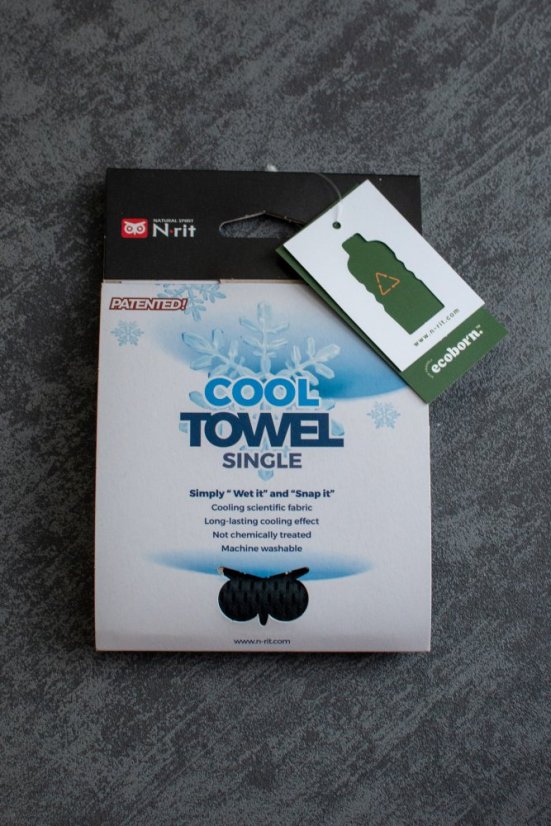 NATURAL SPIRIT
N·rit
PATENTED!
www.n-rit.com
ecoborn.™
COOL
TOWEL
SINGLE
Simply “ Wet it” and “Snap it”
Cooling scientific fabric
Long-lasting cooling effect
Not chemically treated
Machine washable
www.n-rit.com